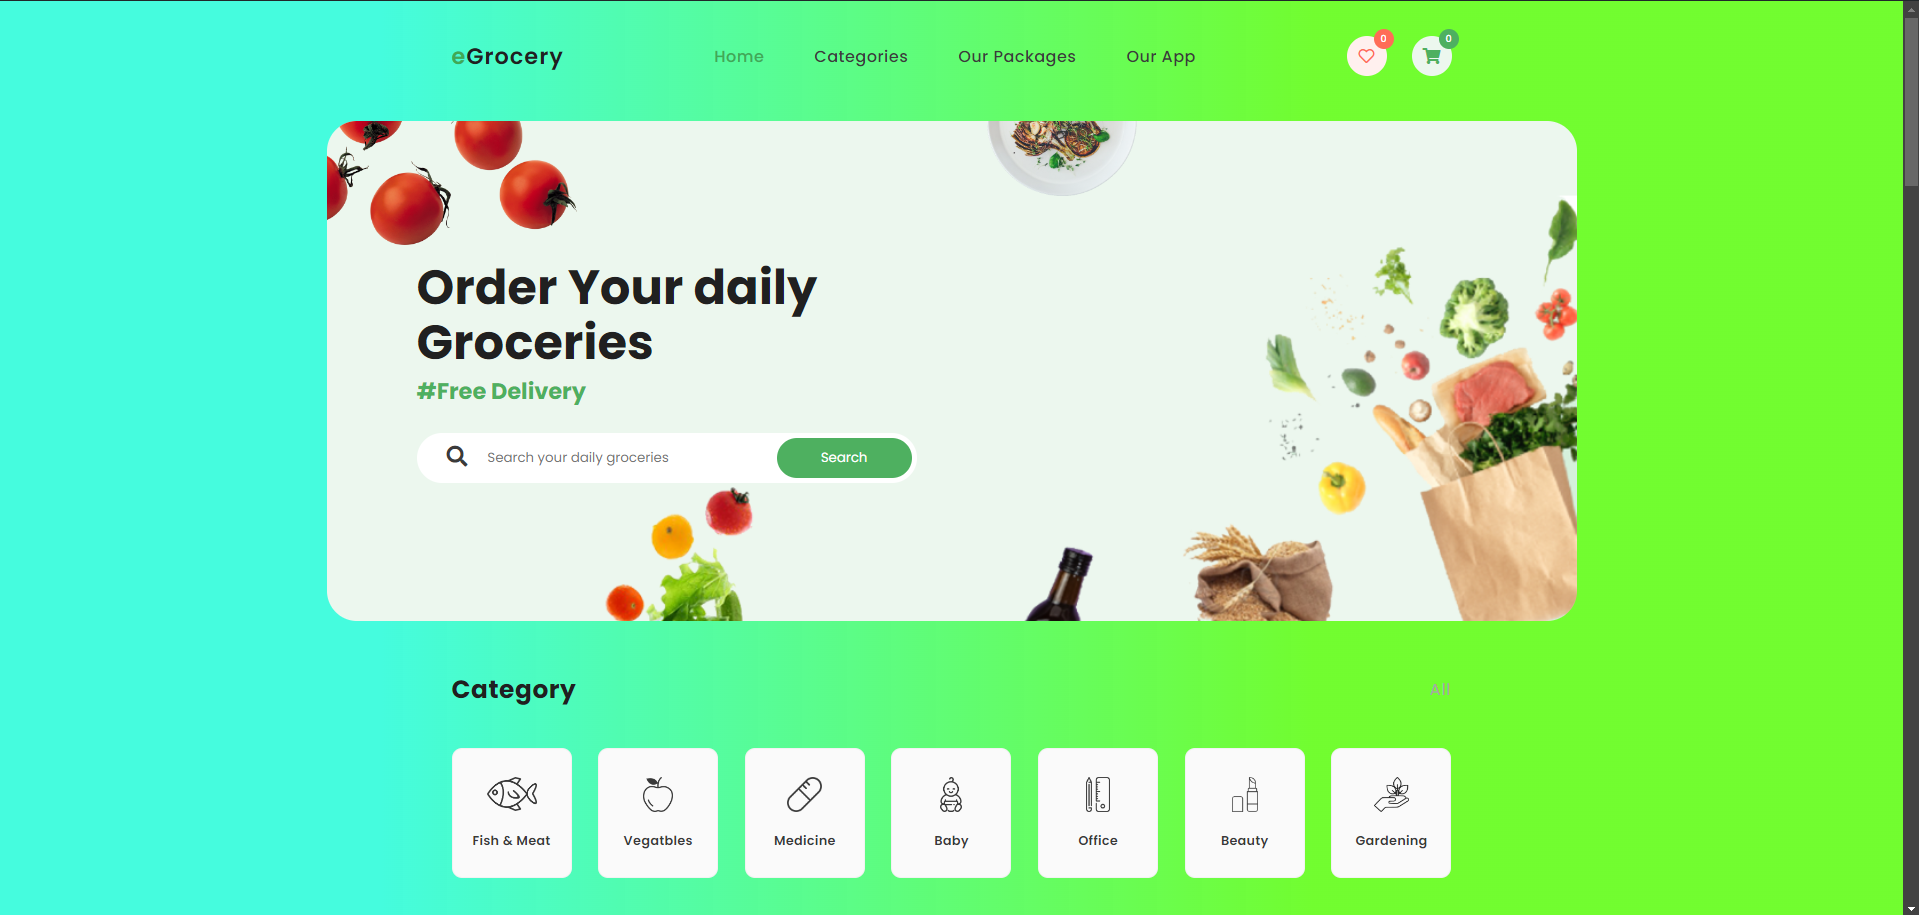 eGrocery
Home
Categories
Our Packages
Our App
0
0
Order Your daily
Groceries
#Free Delivery
Search your daily groceries
Search
Category
All
Fish & Meat
Vegatbles
Medicine
Baby
Office
Beauty
Gardening